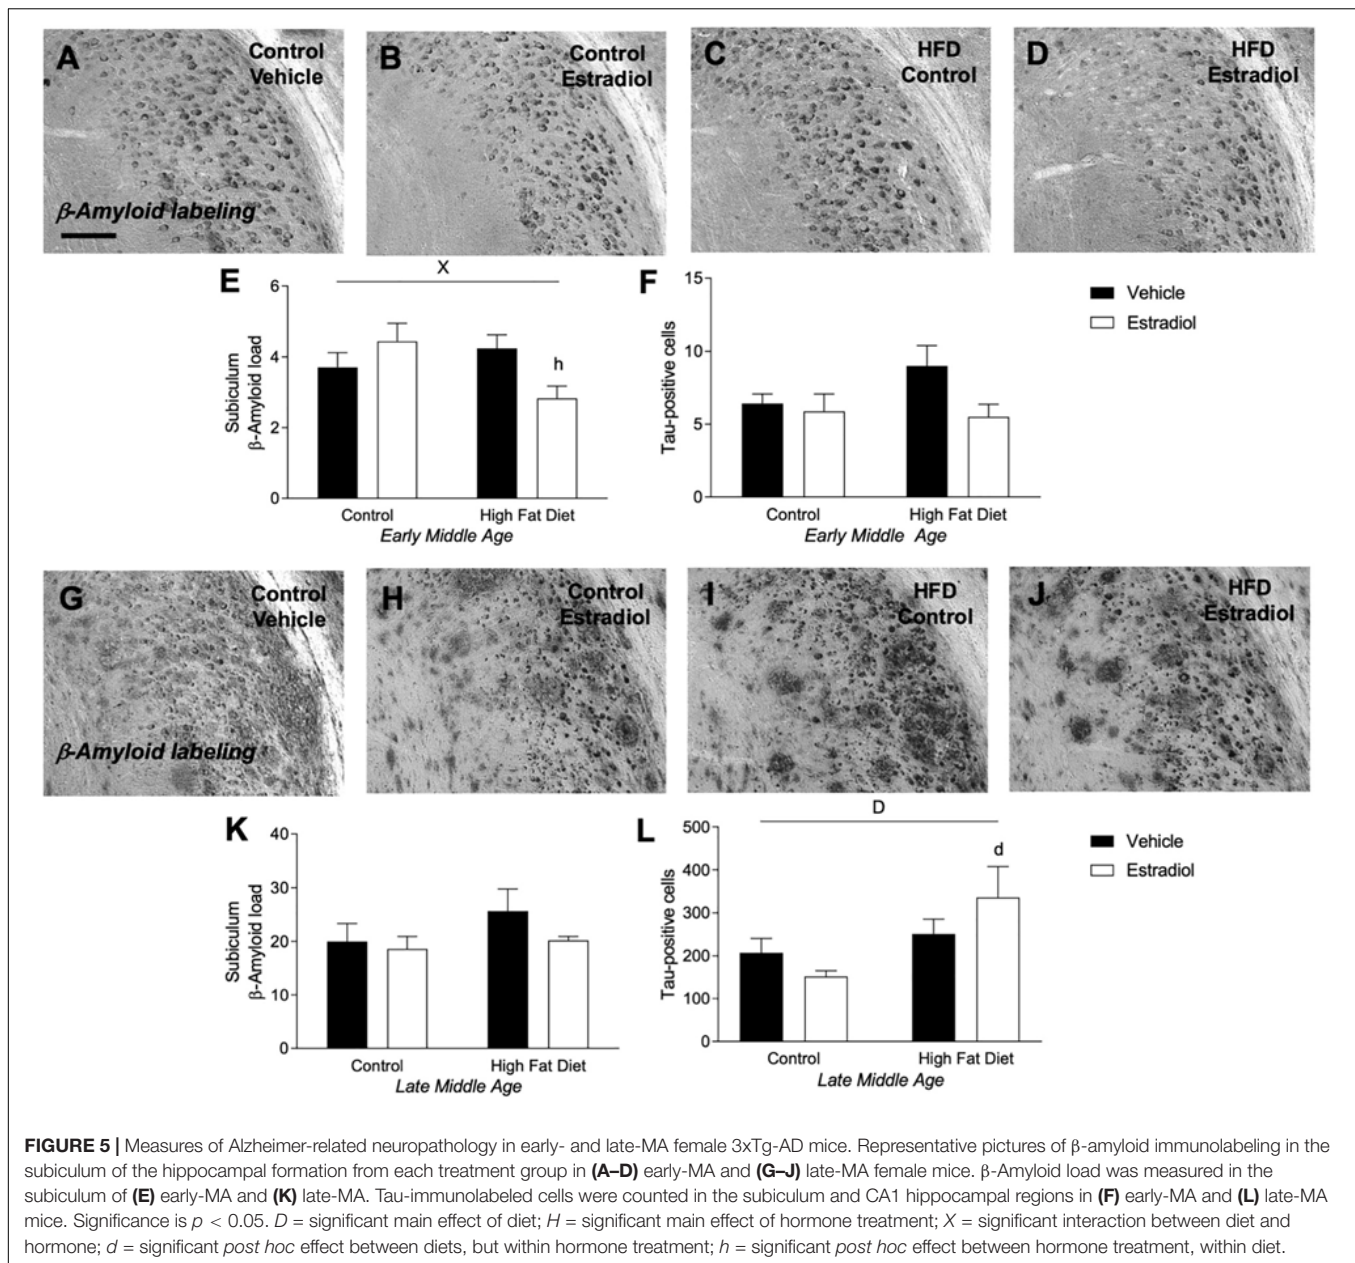 A Control
Vehicle
β-Amyloid labeling
B Control
Estradiol
C HFD
Control
D HFD
Estradiol
E X
6
4
2
0
Subiculum
β-Amyloid load
h
Control High Fat Diet
Early Middle Age
F
15
10
5
0
Tau-positive cells
Control High Fat Diet
Early Middle Age
Vehicle
Estradiol
G Control
Vehicle
β-Amyloid labeling
H Control
Estradiol
I HFD
Control
J HFD
Estradiol
K
40
30
20
10
0
Subiculum
β-Amyloid load
Control High Fat Diet
Late Middle Age
L D
500
400
300
200
100
0
Tau-positive cells
d
Control High Fat Diet
Late Middle Age
Vehicle
Estradiol
FIGURE 5 | Measures of Alzheimer-related neuropathology in early- and late-MA female 3xTg-AD mice. Representative pictures of β-amyloid immunolabeling in the
subiculum of the hippocampal formation from each treatment group in (A–D) early-MA and (G–J) late-MA female mice. β-Amyloid load was measured in the
subiculum of (E) early-MA and (K) late-MA. Tau-immunolabeled cells were counted in the subiculum and CA1 hippocampal regions in (F) early-MA and (L) late-MA
mice. Significance is p < 0.05. D = significant main effect of diet; H = significant main effect of hormone treatment; X = significant interaction between diet and
hormone; d = significant post hoc effect between diets, but within hormone treatment; h = significant post hoc effect between hormone treatment, within diet.